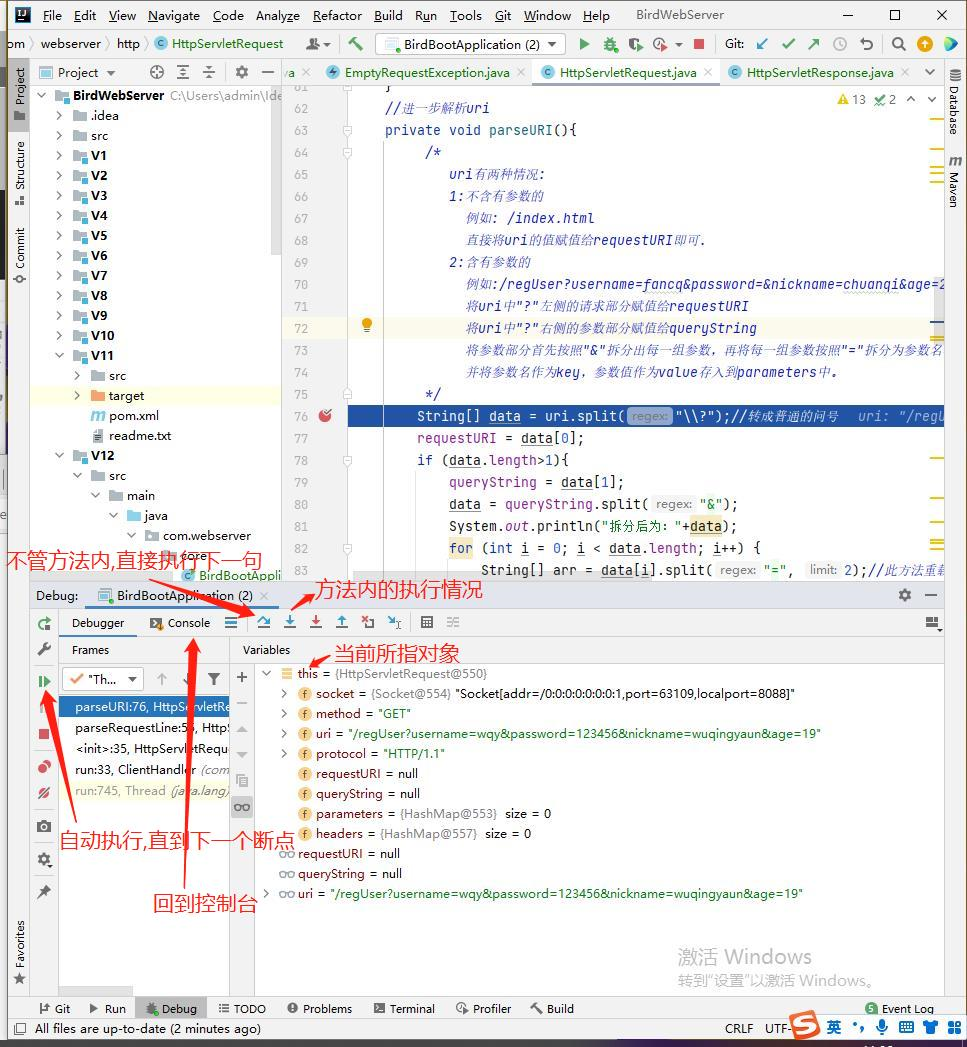 File Edit View Navigate Code Analyze Refactor Build Run Tools Git Window Help BirdWebServer
om webserver http HttpServletRequest BirdBootApplication (2) Git:
Project a EmptyRequestException.java HttpServletRequest.java HttpServletResponse.java
BirdWebServer C:\Users\admin\Ide
.idea
src
V1
V2
V3
V4
V5
V6
V7
V8
V9
V10
V11
src
target
pom.xml
readme.txt
V12
src
main
java
com.webserver
core
BirdBootAppli
13 2
61 }
62 //进一步解析uri
63 private void parseURI(){
64 /*
65 uri有两种情况:
66 1:不含有参数的
67 例如: /index.html
68 直接将uri的值赋值给requestURI即可.
69 2:含有参数的
70 例如:/regUser?username=fancq&password=&nickname=chuanqi&age=2
71 将uri中"?"左侧的请求部分赋值给requestURI
72 将uri中"?"右侧的参数部分赋值给queryString
73 将参数部分首先按照"&"拆分出每一组参数，再将每一组参数按照"="拆分为参数名
74 并将参数名作为key，参数值作为value存入到parameters中.
75 */
76 String[] data = uri.split( regex: "\\?");//转成普通的问号 uri: "/regU
77 requestURI = data[0];
78 if (data.length>1){
79 queryString = data[1];
80 data = queryString.split( regex: "&");
81 System.out.println("拆分后为: "+data);
82 for (int i = 0; i < data.length; i++) {
83 String[] arr = data[i].split( regex: "=", limit: 2);//此方法重载
Project
Structure
Commit
Favorites
Database
m Maven
不管方法内,直接执行下一句
方法内的执行情况
Debug: BirdBootApplication (2)
Debugger Console
Frames Variables
当前所指对象
"Th...
parseURI:76, HttpServletRe
parseRequestLine:55, HttpS
<init>:35, HttpServletReque
run:33, ClientHandler (com
run:745, Thread (java.lang)
this = {HttpServletRequest@550}
socket = {Socket@554} "Socket[addr=/0:0:0:0:0:0:0:1,port=63109,localport=8088]"
method = "GET"
uri = "/regUser?username=wqy&password=123456&nickname=wuqingyaun&age=19"
protocol = "HTTP/1.1"
requestURI = null
queryString = null
parameters = {HashMap@553} size = 0
headers = {HashMap@557} size = 0
requestURI = null
queryString = null
uri = "/regUser?username=wqy&password=123456&nickname=wuqingyaun&age=19"
自动执行,直到下一个断点
回到控制台
激活 Windows
转到“设置”以激活 Windows。
Git Run Debug TODO Problems Terminal Profiler Build 5 Event Log
All files are up-to-date (2 minutes ago) CRLF UTF- 英